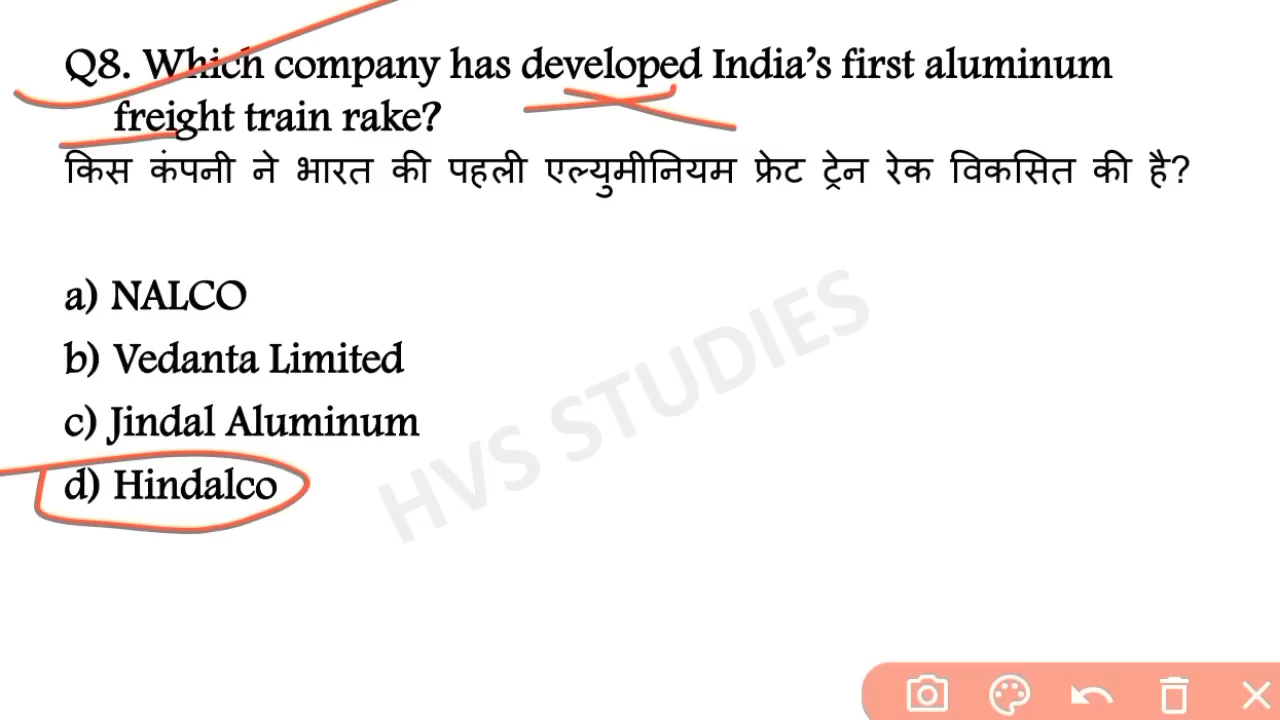 Q8. Which company has developed India's first aluminum
freight train rake?
किस कंपनी ने भारत की पहली एल्युमीनियम फ्रेट ट्रेन रेक विकसित की है?
a) NALCO
b) Vedanta Limited
c) Jindal Aluminum
d) Hindalco
HVS STUDIES